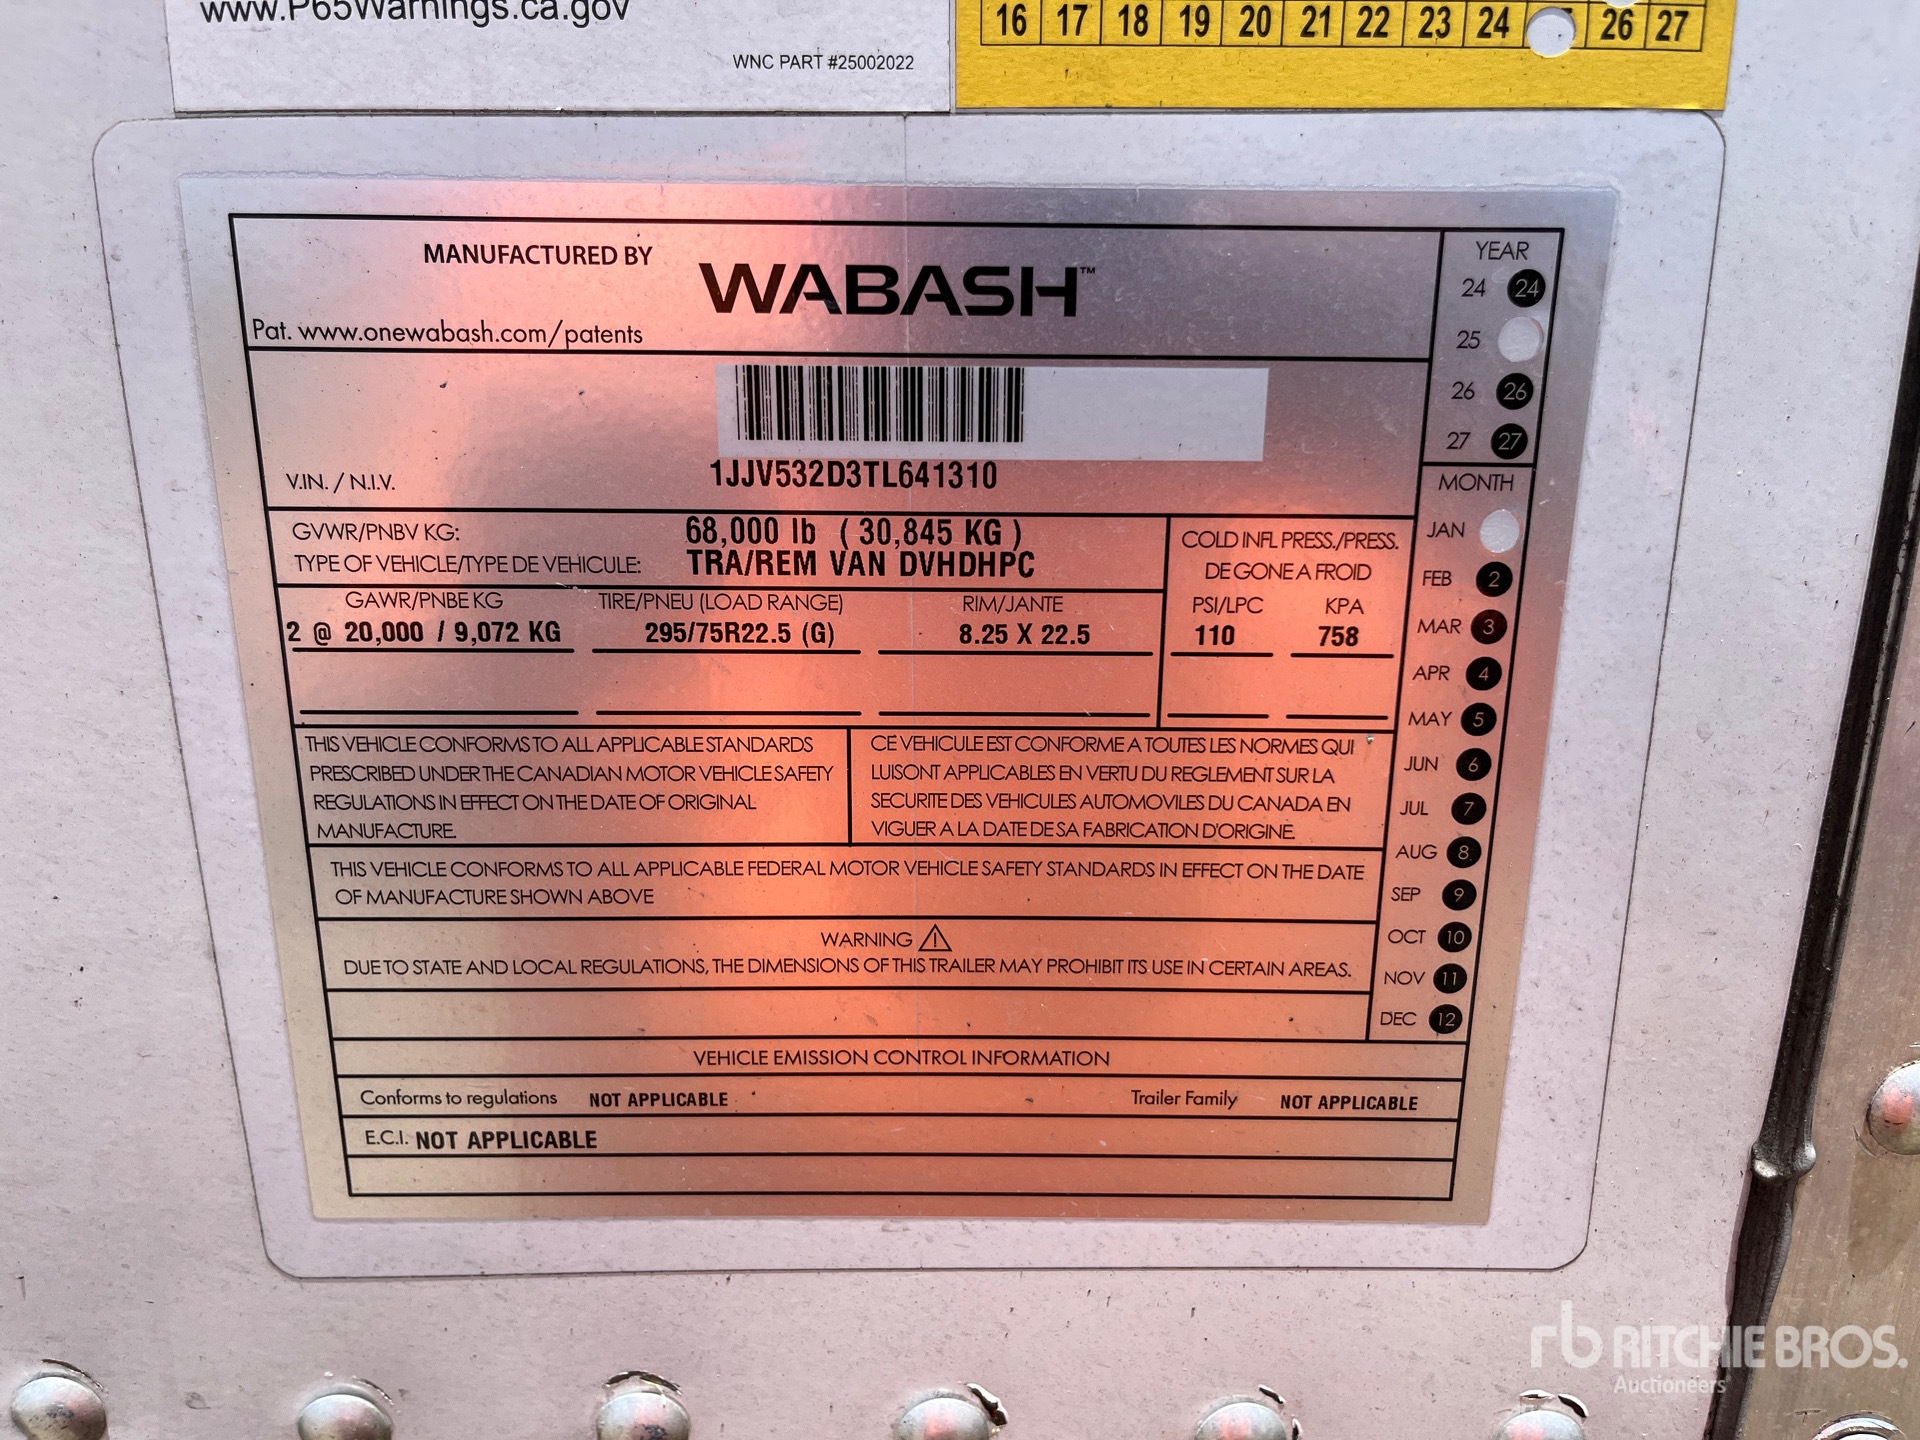 www.P65Warnings.ca.gov
WNC PART #25002022
16 17 18 19 20 21 22 23 24 26 27
MANUFACTURED BY
WABASH™
Pat. www.onewabash.com/patents
V.IN. / N.I.V.
1JJV532D3TL641310
GVWR/PNBV KG: 68,000 lb ( 30,845 KG )
TYPE OF VEHICLE/TYPE DE VEHICULE: TRA/REM VAN DVHDHPC
COLD INFL PRESS./PRESS.
DE GONE A FROID
GAWR/PNBE KG TIRE/PNEU (LOAD RANGE) RIM/JANTE PSI/LPC KPA
2 @ 20,000 / 9,072 KG 295/75R22.5 (G) 8.25 X 22.5 110 758
THIS VEHICLE CONFORMS TO ALL APPLICABLE STANDARDS
PRESCRIBED UNDER THE CANADIAN MOTOR VEHICLE SAFETY
REGULATIONS IN EFFECT ON THE DATE OF ORIGINAL
MANUFACTURE.
CE VEHICULE EST CONFORME A TOUTES LES NORMES QUI
LUISONT APPLICABLES EN VERTU DU REGLEMENT SUR LA
SECURITE DES VEHICULES AUTOMOVILES DU CANADA EN
VIGUER A LA DATE DE SA FABRICATION D'ORIGINE.
THIS VEHICLE CONFORMS TO ALL APPLICABLE FEDERAL MOTOR VEHICLE SAFETY STANDARDS IN EFFECT ON THE DATE
OF MANUFACTURE SHOWN ABOVE
WARNING
DUE TO STATE AND LOCAL REGULATIONS, THE DIMENSIONS OF THIS TRAILER MAY PROHIBIT ITS USE IN CERTAIN AREAS.
VEHICLE EMISSION CONTROL INFORMATION
Conforms to regulations NOT APPLICABLE Trailer Family NOT APPLICABLE
E.C.I. NOT APPLICABLE
YEAR
24 24
25
26 26
27 27
MONTH
JAN
FEB 2
MAR 3
APR 4
MAY 5
JUN 6
JUL 7
AUG 8
SEP 9
OCT 10
NOV 11
DEC 12
rb RITCHIE BROS.
Auctioneers